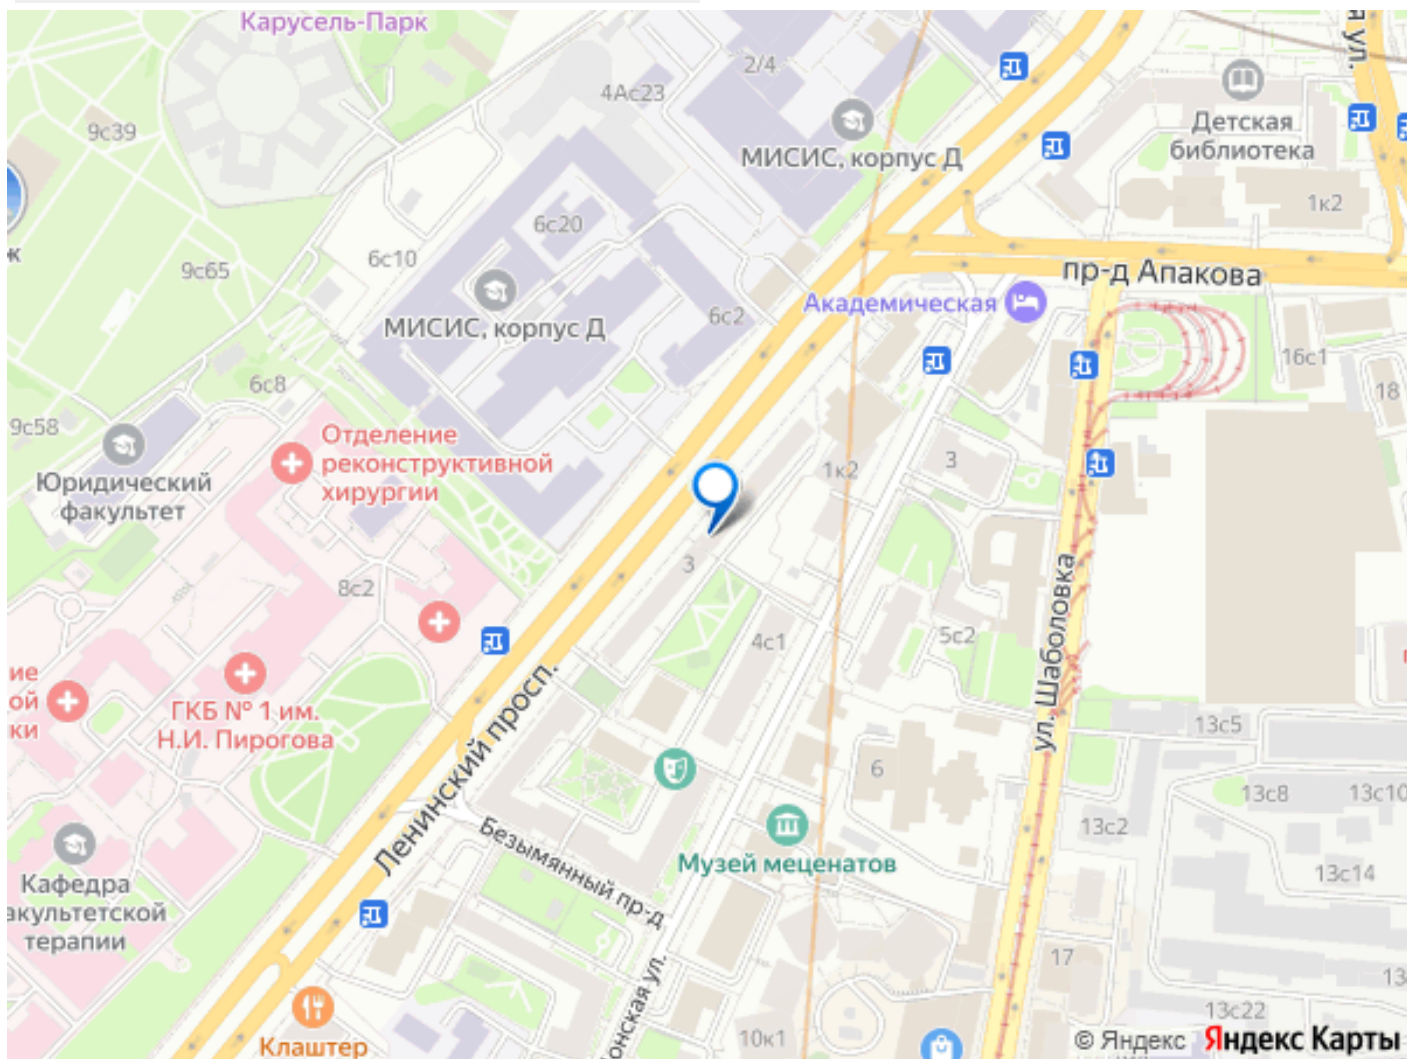 Карусель-Парк
2/4
4Ас23
9с39
Детская
библиотека
МИСИС, корпус Д
1к2
6с20
6с10
9с65
пр-д Апакова
Академическая
6с2
МИСИС, корпус Д
16с1
6с8
18
9с58
Отделение
реконструктивной
хирургии
Юридический
факультет
1к2
3
3
8с2
ул. Шаболовка
5с2
4с1
ГКБ № 1 им.
Н.И. Пирогова
Ленинский просп.
13с5
6
13с8
13с10
13с2
Безымянный пр-д
Музей меценатов
13с14
Кафедра
акультетской
терапии
17
онская ул.
13с22
10к1
Клаштер
© Яндекс Яндекс Карты